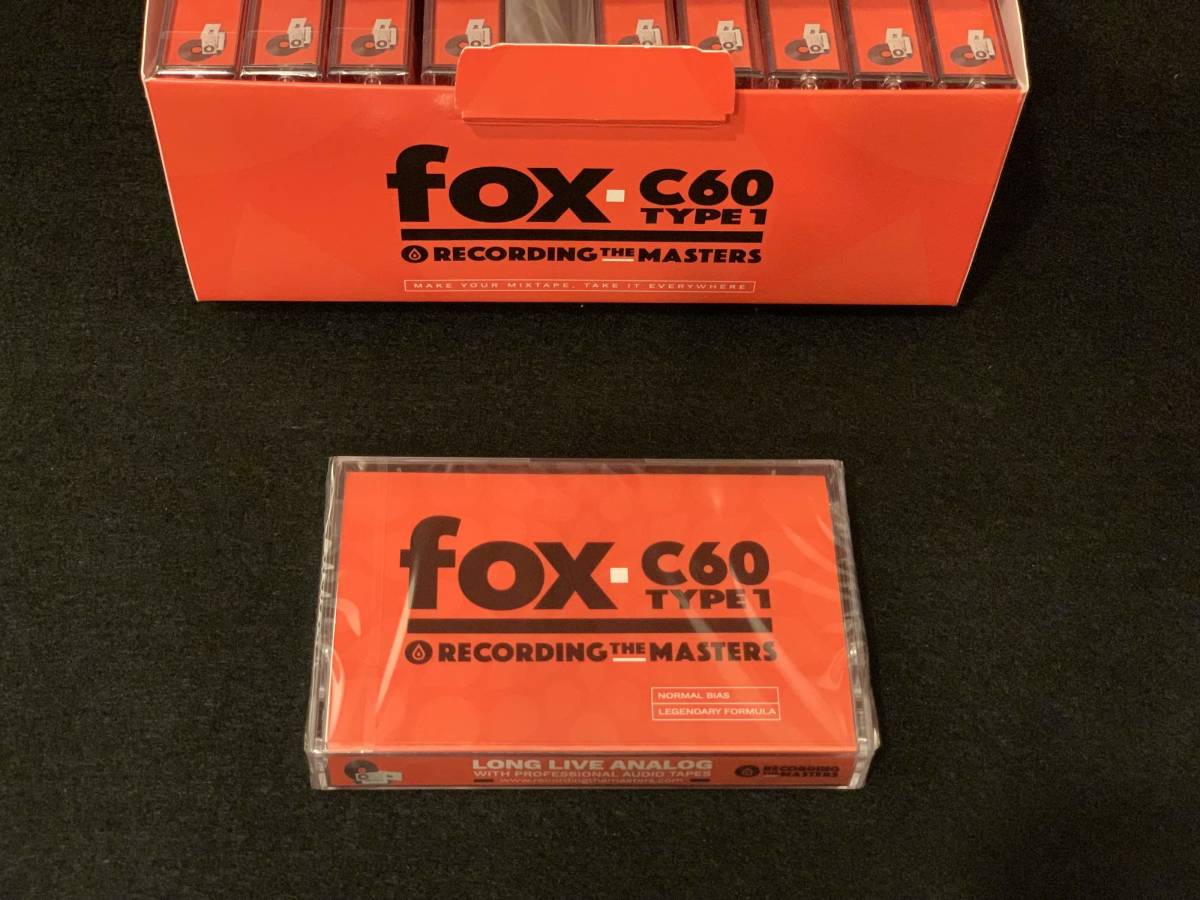 fox C60
TYPE 1
RECORDING THE MASTERS
MAKE YOUR MIXTAPE, TAKE IT EVERYWHERE
fox C60
TYPE 1
RECORDING THE MASTERS
NORMAL BIAS
LEGENDARY FORMULA
LONG LIVE ANALOG
WITH PROFESSIONAL AUDIO TAPES
www.recordingthemasters.com
RECORDING THE MASTERS